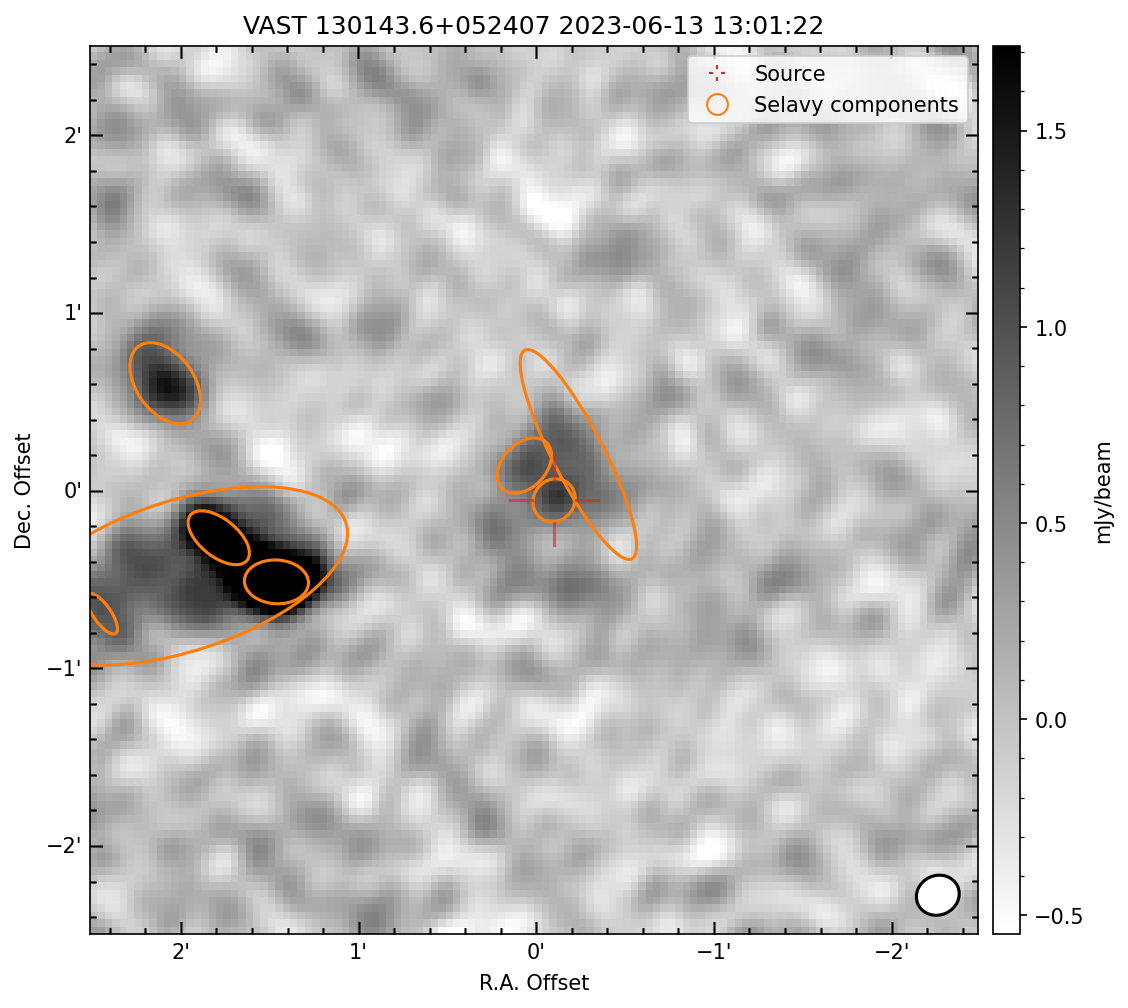 VAST 130143.6+052407 2023-06-13 13:01:22
Source
Selavy components
2'
1'
0'
−1'
−2'
Dec. Offset
2'
1'
0'
−1'
−2'
R.A. Offset
1.5
1.0
0.5
0.0
−0.5
mJy/beam